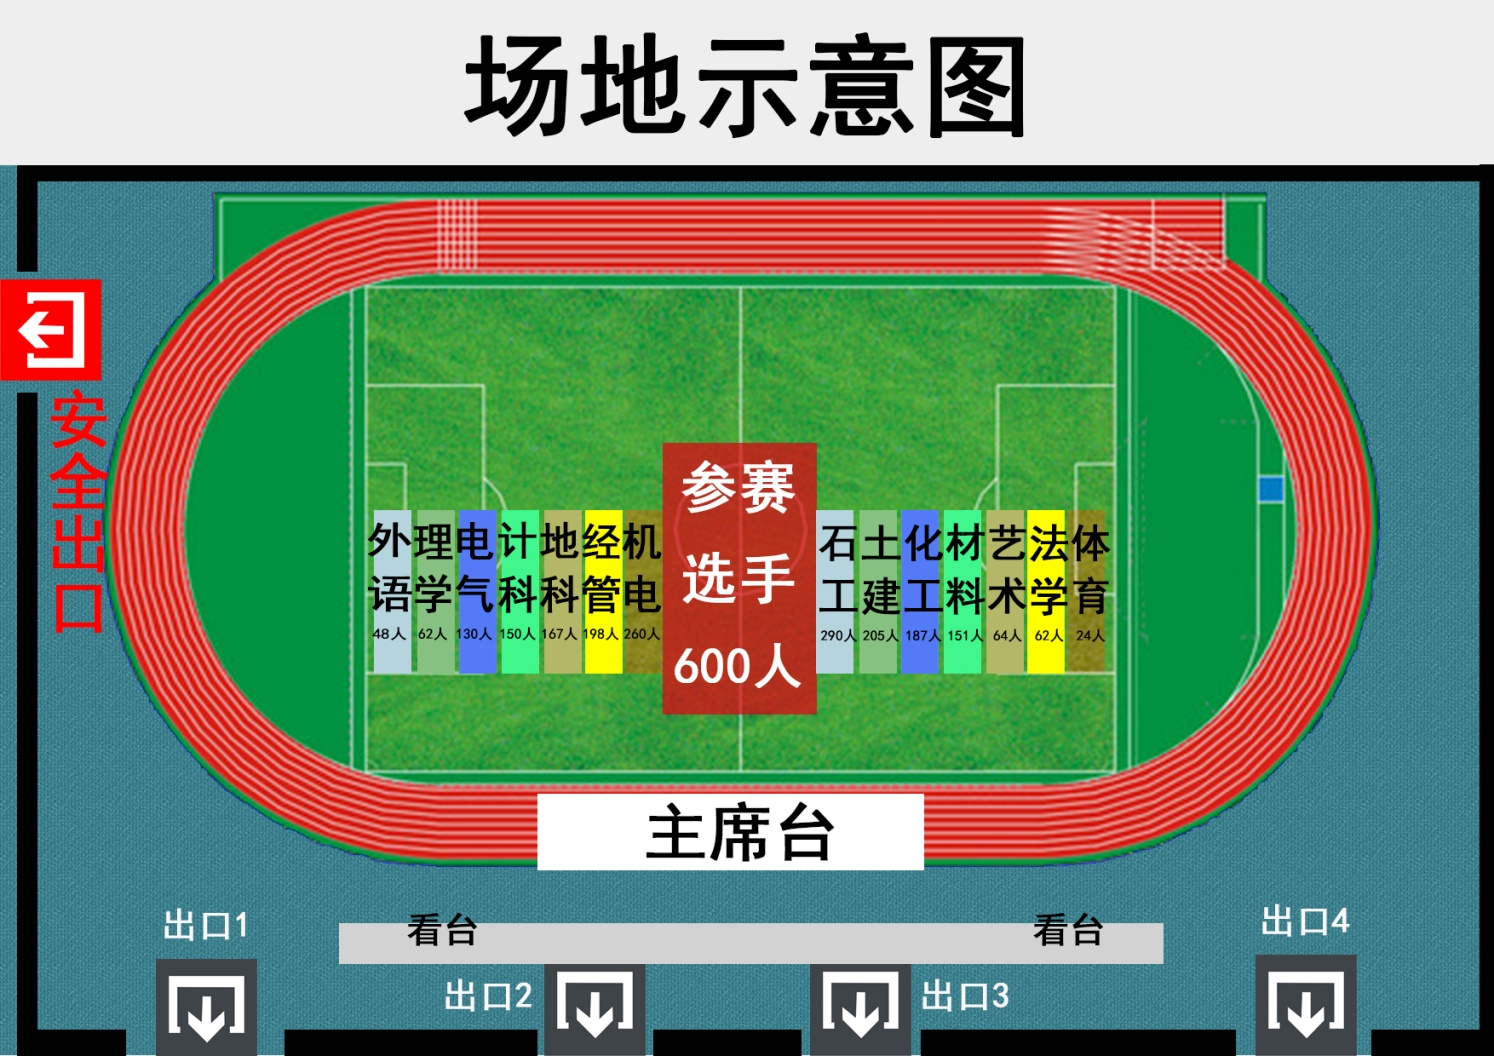 场地示意图
安全出口
外语
48人
理学
62人
电气
130人
计科
150人
地科
167人
经管
198人
机电
260人
参赛
选手
600人
石工
290人
土建
205人
化工
187人
材料
151人
艺术
64人
法学
62人
体育
24人
主席台
看台
看台
出口1
出口2
出口3
出口4